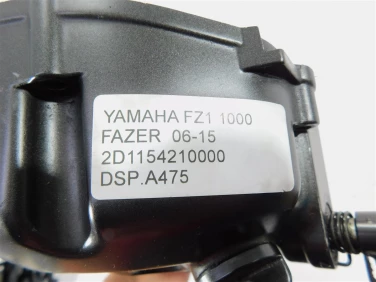 YAMAHA FZ1 1000
FAZER 06-15
2D1154210000
DSP.A475